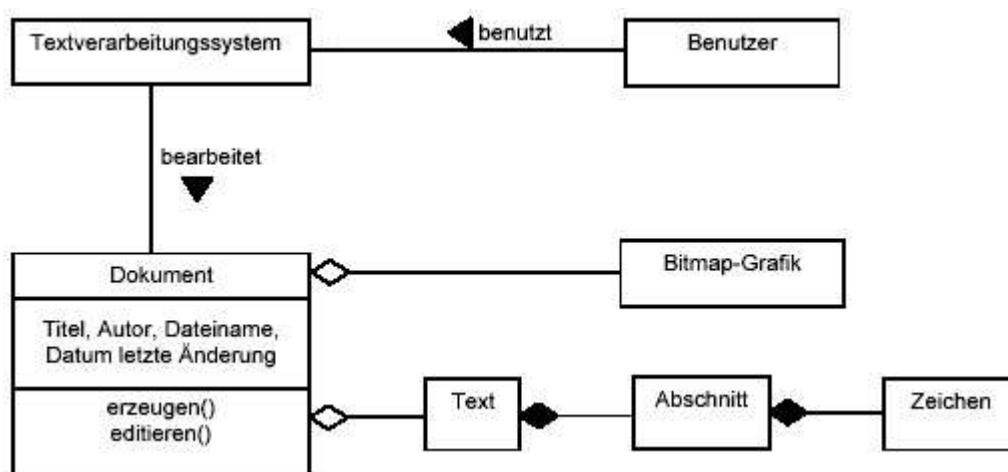 Textverarbeitungssystem
benutzt
Benutzer
bearbeitet
Dokument
Bitmap-Grafik
Titel, Autor, Dateiname,
Datum letzte Änderung
erzeugen()
editieren()
Text
Abschnitt
Zeichen